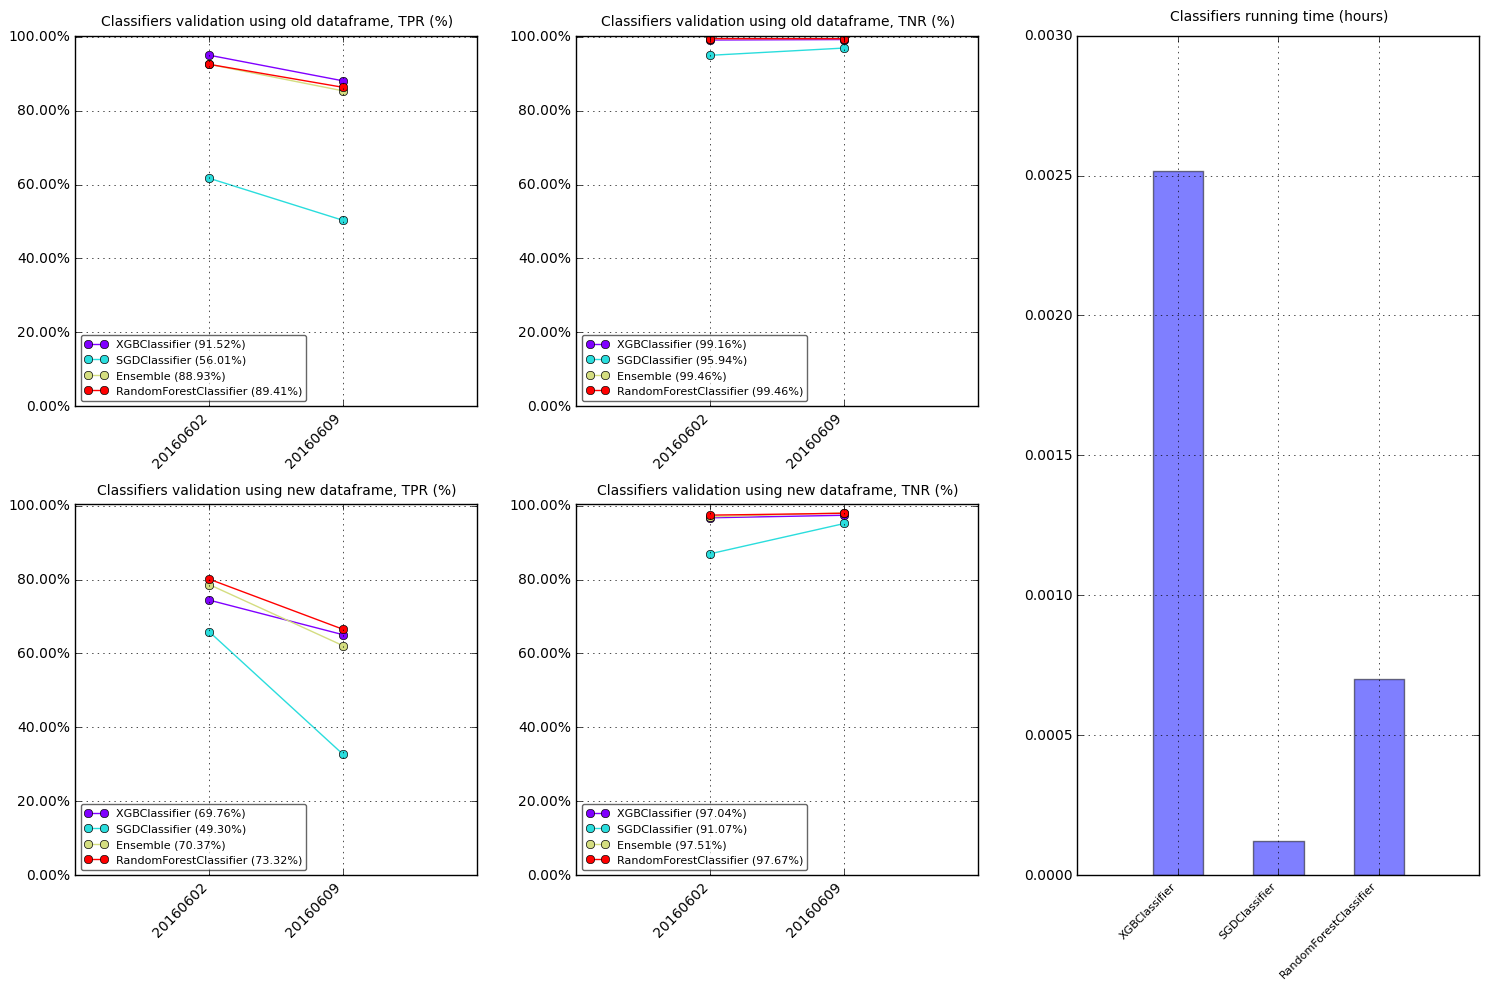 Classifiers validation using old dataframe, TPR (%)
100.00%
80.00%
60.00%
40.00%
20.00%
0.00%
XGBClassifier (91.52%)
SGDClassifier (56.01%)
Ensemble (88.93%)
RandomForestClassifier (89.41%)
20160602
20160609
Classifiers validation using old dataframe, TNR (%)
100.00%
80.00%
60.00%
40.00%
20.00%
0.00%
XGBClassifier (99.16%)
SGDClassifier (95.94%)
Ensemble (99.46%)
RandomForestClassifier (99.46%)
20160602
20160609
Classifiers validation using new dataframe, TPR (%)
100.00%
80.00%
60.00%
40.00%
20.00%
0.00%
XGBClassifier (69.76%)
SGDClassifier (49.30%)
Ensemble (70.37%)
RandomForestClassifier (73.32%)
20160602
20160609
Classifiers validation using new dataframe, TNR (%)
100.00%
80.00%
60.00%
40.00%
20.00%
0.00%
XGBClassifier (97.04%)
SGDClassifier (91.07%)
Ensemble (97.51%)
RandomForestClassifier (97.67%)
20160602
20160609
Classifiers running time (hours)
0.0030
0.0025
0.0020
0.0015
0.0010
0.0005
0.0000
XGBClassifier
SGDClassifier
RandomForestClassifier